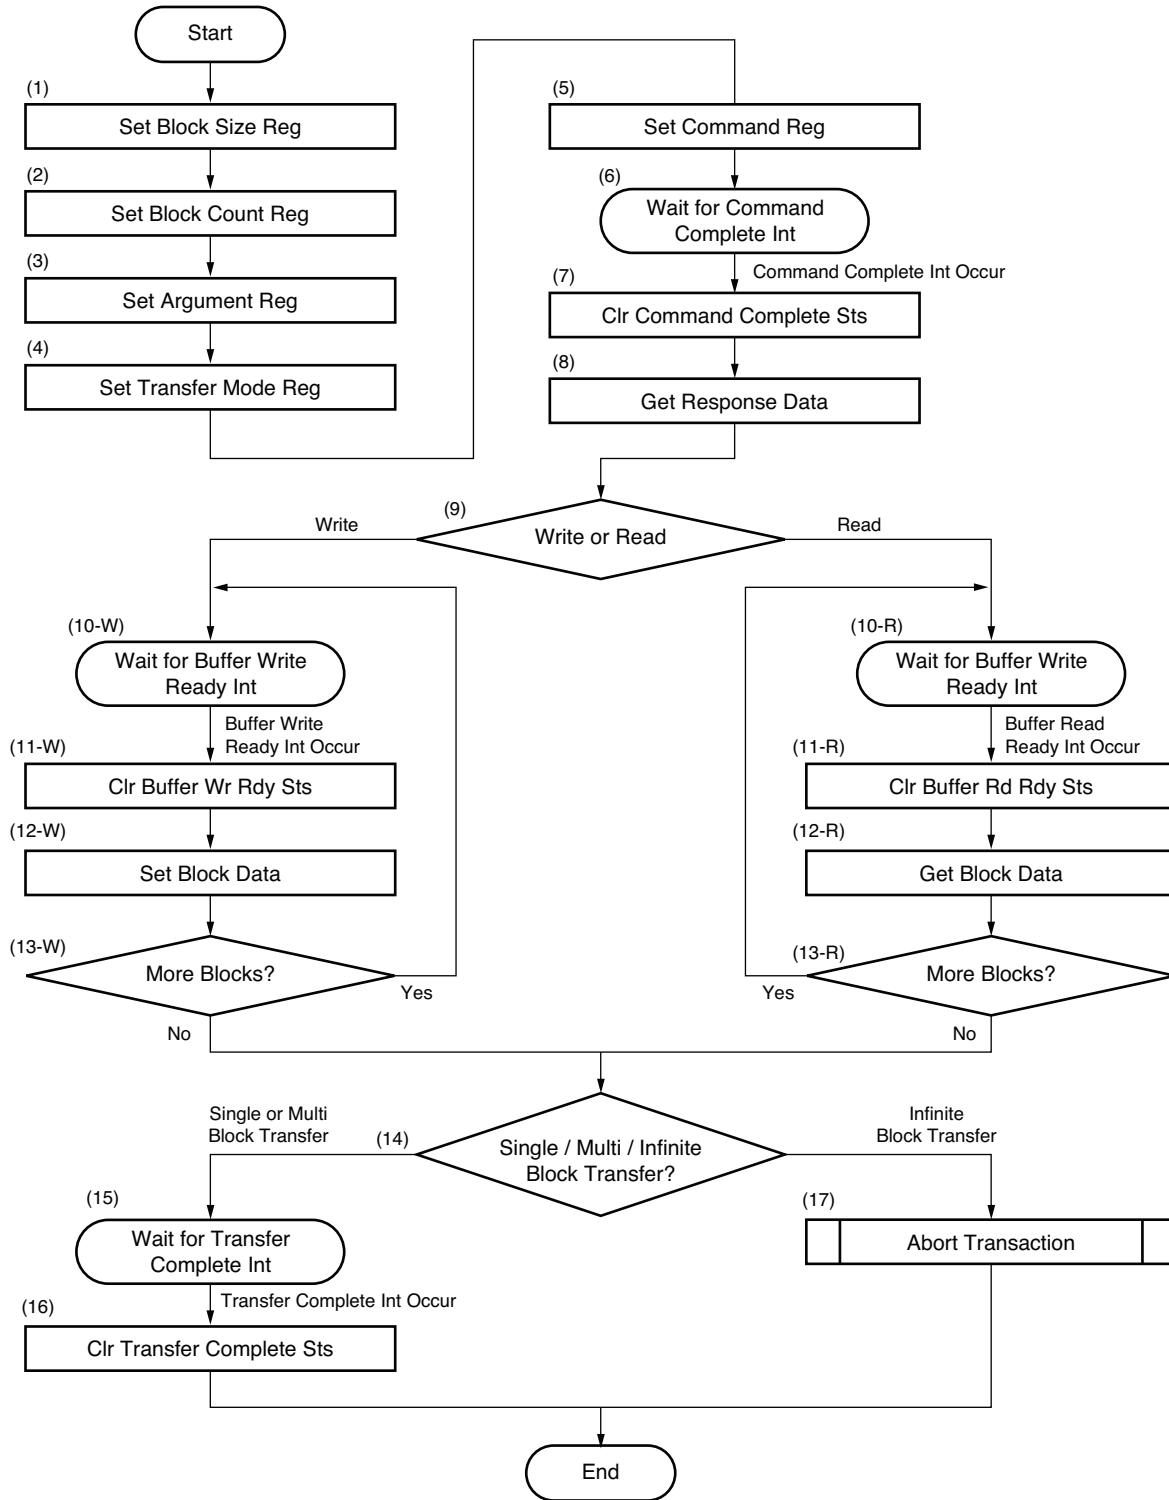 Start
(1)
Set Block Size Reg
(2)
Set Block Count Reg
(3)
Set Argument Reg
(4)
Set Transfer Mode Reg
(5)
Set Command Reg
(6)
Wait for Command
Complete Int
Command Complete Int Occur
(7)
Clr Command Complete Sts
(8)
Get Response Data
(9)
Write or Read
Write
Read
(10-W)
Wait for Buffer Write
Ready Int
Buffer Write
Ready Int Occur
(11-W)
Clr Buffer Wr Rdy Sts
(12-W)
Set Block Data
(13-W)
More Blocks?
Yes
No
(10-R)
Wait for Buffer Write
Ready Int
Buffer Read
Ready Int Occur
(11-R)
Clr Buffer Rd Rdy Sts
(12-R)
Get Block Data
(13-R)
More Blocks?
Yes
No
(14)
Single / Multi / Infinite
Block Transfer?
Single or Multi
Block Transfer
Infinite
Block Transfer
(15)
Wait for Transfer
Complete Int
Transfer Complete Int Occur
(16)
Clr Transfer Complete Sts
(17)
Abort Transaction
End